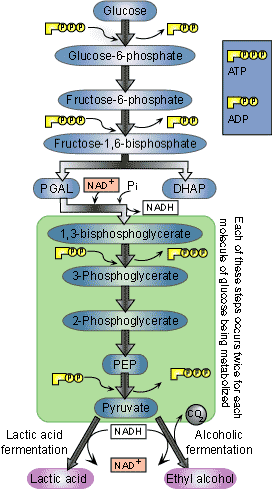 Glucose
P P P
P P
Glucose-6-phosphate
P P P
ATP
Fructose-6-phosphate
P P
ADP
P P P
P P
Fructose-1,6-bisphosphate
PGAL
NAD+
Pi
DHAP
NADH
1,3-bisphosphoglycerate
P P
P P P
3-Phosphoglycerate
2-Phosphoglycerate
PEP
P P
P P P
Pyruvate
Each of these steps occurs twice for each
molecule of glucose being metabolized
CO2
Lactic acid
fermentation
NADH
Alcoholic
fermentation
NAD+
Lactic acid
Ethyl alcohol